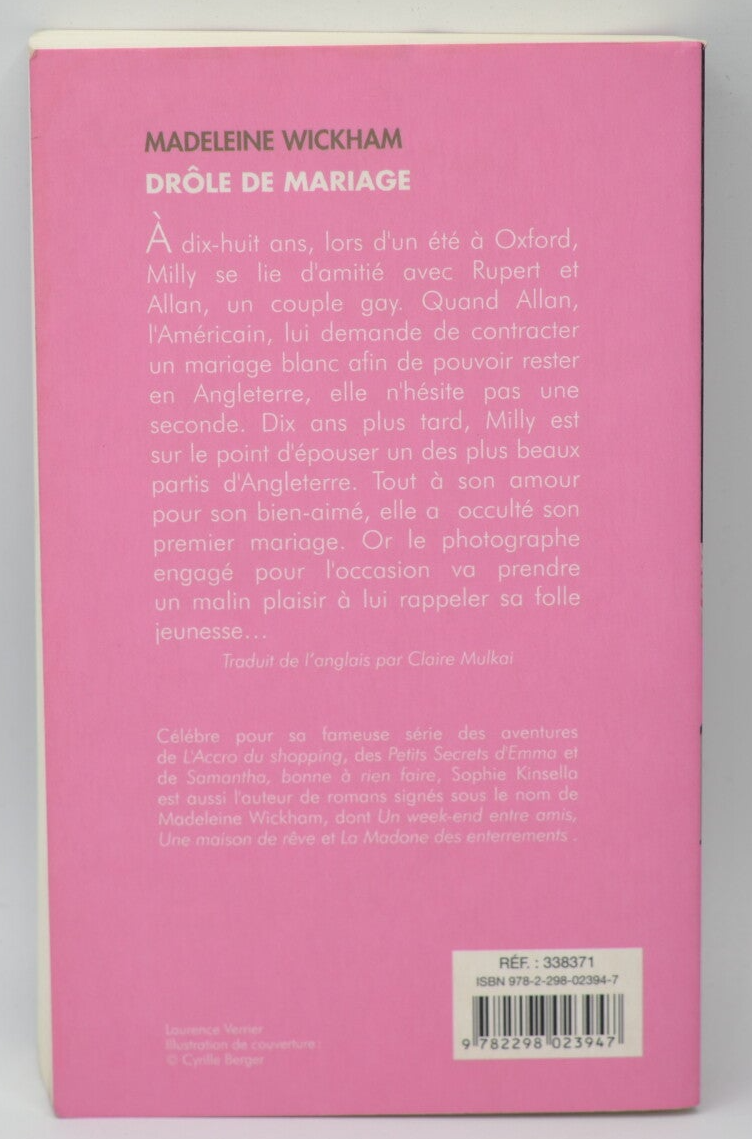 MADELEINE WICKHAM
DRÔLE DE MARIAGE
À dix-huit ans, lors d'un été à Oxford,
Milly se lie d'amitié avec Rupert et
Allan, un couple gay. Quand Allan,
l'Américain, lui demande de contracter
un mariage blanc afin de pouvoir rester
en Angleterre, elle n'hésite pas une
seconde. Dix ans plus tard, Milly est
sur le point d'épouser un des plus beaux
partis d'Angleterre. Tout à son amour
pour son bien-aimé, elle a occulté son
premier mariage. Or le photographe
engagé pour l'occasion va prendre
un malin plaisir à lui rappeler sa folle
jeunesse...
Traduit de l'anglais par Claire Mulkai
Célébre pour sa fameuse série des aventures
de L'Accro du shopping, des Petits Secrets d'Emma et
de Samantha, bonne à rien faire, Sophie Kinsella
est aussi l'auteur de romans signés sous le nom de
Madeleine Wickham, dont Un week-end entre amis,
Une maison de rêve et La Madone des enterrements .
Laurence Verrier
Illustration de couverture :
© Cyrille Berger
RÉF. : 338371
ISBN 978-2-298-02394-7
9 782298 023947